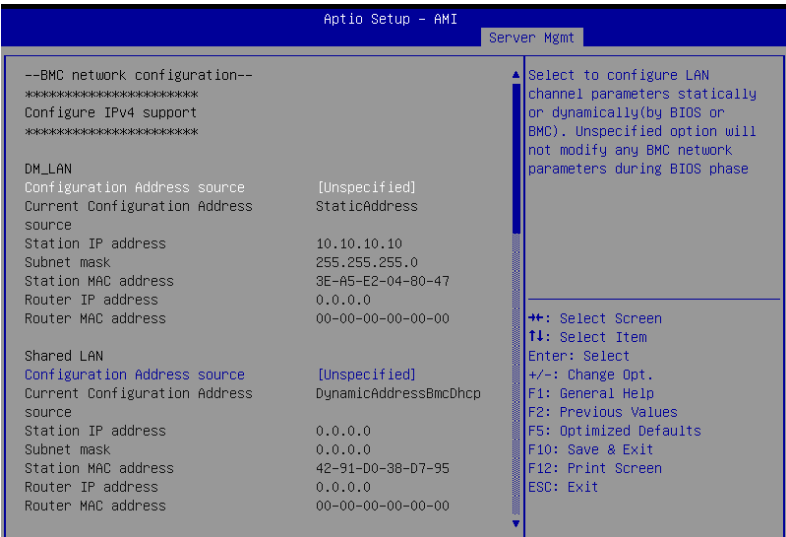 Aptio Setup – AMI
Server Mgmt
--BMC network configuration--
************************
Configure IPv4 support
************************
DM_LAN
Configuration Address source [Unspecified]
Current Configuration Address StaticAddress
source
Station IP address 10.10.10.10
Subnet mask 255.255.255.0
Station MAC address 3E-A5-E2-04-80-47
Router IP address 0.0.0.0
Router MAC address 00-00-00-00-00-00
Shared LAN
Configuration Address source [Unspecified]
Current Configuration Address DynamicAddressBmcDhcp
source
Station IP address 0.0.0.0
Subnet mask 0.0.0.0
Station MAC address 42-91-D0-38-D7-95
Router IP address 0.0.0.0
Router MAC address 00-00-00-00-00-00
Select to configure LAN
channel parameters statically
or dynamically(by BIOS or
BMC). Unspecified option will
not modify any BMC network
parameters during BIOS phase
→←: Select Screen
↑↓: Select Item
Enter: Select
+/-: Change Opt.
F1: General Help
F2: Previous Values
F5: Optimized Defaults
F10: Save & Exit
F12: Print Screen
ESC: Exit